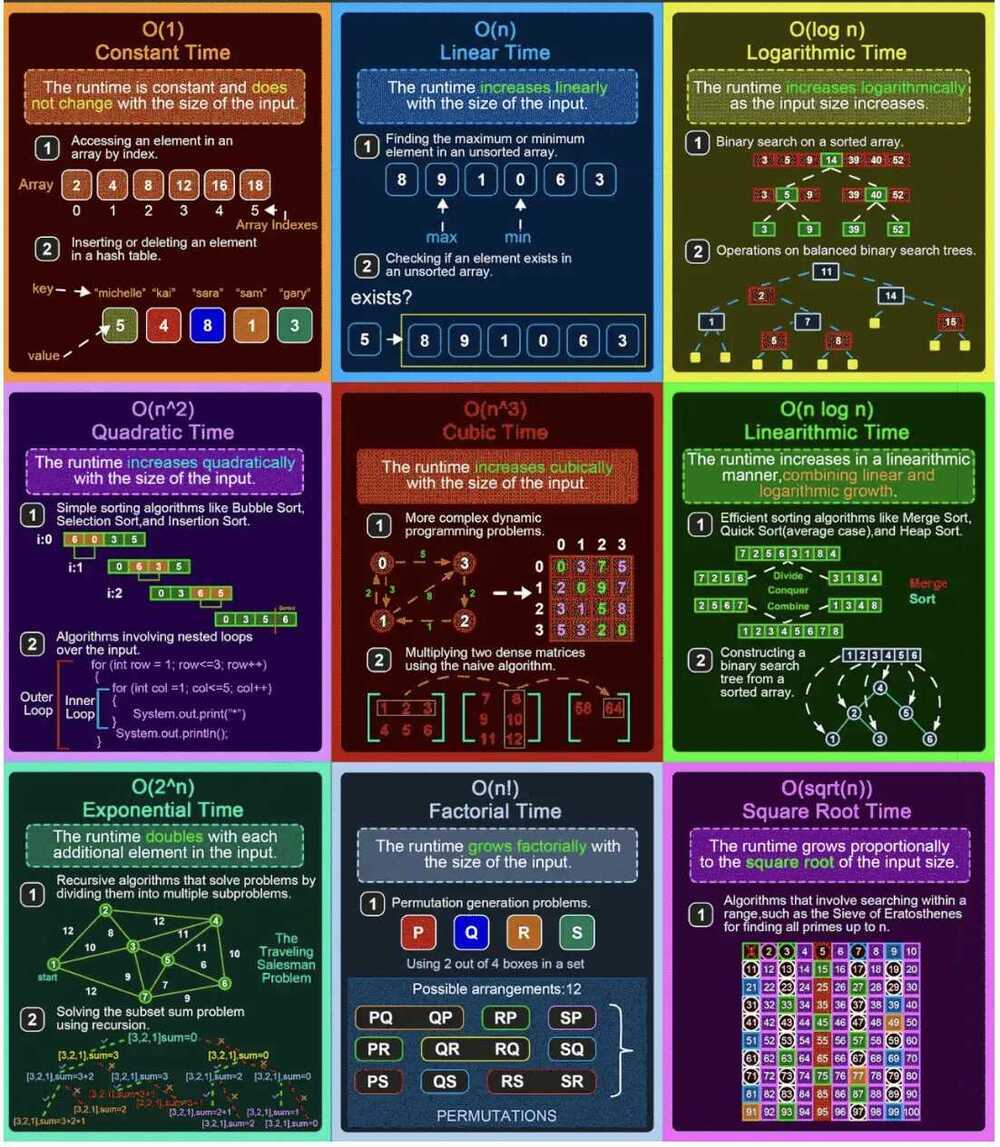 O(1)
Constant Time
The runtime is constant and does
not change with the size of the input.
1 Accessing an element in an
array by index.
Array 2 4 8 12 16 18
0 1 2 3 4 5
Array Indexes
2 Inserting or deleting an element
in a hash table.
key "michelle" "kai" "sara" "sam" "gary"
5 4 8 1 3
value
O(n)
Linear Time
The runtime increases linearly
with the size of the input.
1 Finding the maximum or minimum
element in an unsorted array.
8 9 1 0 6 3
max min
2 Checking if an element exists in
an unsorted array.
exists?
5 8 9 1 0 6 3
O(log n)
Logarithmic Time
The runtime increases logarithmically
as the input size increases.
1 Binary search on a sorted array.
3 5 9 14 39 40 52
3 5 9 39 40 52
3 9 39 52
2 Operations on balanced binary search trees.
11
2 14
1 7 15
5 8
O(n^2)
Quadratic Time
The runtime increases quadratically
with the size of the input.
1 Simple sorting algorithms like Bubble Sort,
Selection Sort,and Insertion Sort.
i:0 6 0 3 5
i:1 0 6 3 5
i:2 0 3 6 5
Sorted
0 3 5 6
2 Algorithms involving nested loops
over the input.
for (int row = 1; row<=3; row++)
{
Outer
Loop
Inner
Loop
for (int col =1; col<=5; col++)
{
System.out.print("*")
}
System.out.println();
}
O(n^3)
Cubic Time
The runtime increases cubically
with the size of the input.
1 More complex dynamic
programming problems.
0 5 3
2 3 8 2
1 1 2
0 1 2 3
0 0 3 7 5
1 2 0 9 7
2 3 1 5 8
3 5 3 2 0
2 Multiplying two dense matrices
using the naive algorithm.
1 2 3
4 5 6
7 8
9 10
11 12
58 64
O(n log n)
Linearithmic Time
The runtime increases in a linearithmic
manner,combining linear and
logarithmic growth.
1 Efficient sorting algorithms like Merge Sort,
Quick Sort(average case),and Heap Sort.
7 2 5 6 3 1 8 4
7 2 5 6 Divide 3 1 8 4
Conquer
2 5 6 7 Combine 1 3 4 8
1 2 3 4 5 6 7 8
Merge
Sort
2 Constructing a
binary search
tree from a
sorted array.
1 2 3 4 5 6
4
2 5
1 3 6
O(2^n)
Exponential Time
The runtime doubles with each
additional element in the input.
1 Recursive algorithms that solve problems by
dividing them into multiple subproblems.
2 12 4
12 8 11
10 3 11 10
1 5 6
start 9 7 6
12 7 9
The
Traveling
Salesman
Problem
2 Solving the subset sum problem
using recursion.
[3,2,1]sum=0
[3,2,1],sum=3 [3,2,1],sum=0
[3,2,1],sum=3+2 [3,2,1],sum=3 [3,2,1],sum=2 [3,2,1],sum=0
[3,2,1],sum=3+2+1 [3,2,1],sum=2+1 [3,2,1],sum=1
[3,2,1],sum=2 [3,2,1],sum=0
O(n!)
Factorial Time
The runtime grows factorially with
the size of the input.
1 Permutation generation problems.
P Q R S
Using 2 out of 4 boxes in a set
Possible arrangements:12
PQ QP RP SP
PR QR RQ SQ
PS QS RS SR
PERMUTATIONS
O(sqrt(n))
Square Root Time
The runtime grows proportionally
to the square root of the input size.
1 Algorithms that involve searching within a
range,such as the Sieve of Eratosthenes
for finding all primes up to n.
1 2 3 4 5 6 7 8 9 10
11 12 13 14 15 16 17 18 19 20
21 22 23 24 25 26 27 28 29 30
31 32 33 34 35 36 37 38 39 40
41 42 43 44 45 46 47 48 49 50
51 52 53 54 55 56 57 58 59 60
61 62 63 64 65 66 67 68 69 70
71 72 73 74 75 76 77 78 79 80
81 82 83 84 85 86 87 88 89 90
91 92 93 94 95 96 97 98 99 100